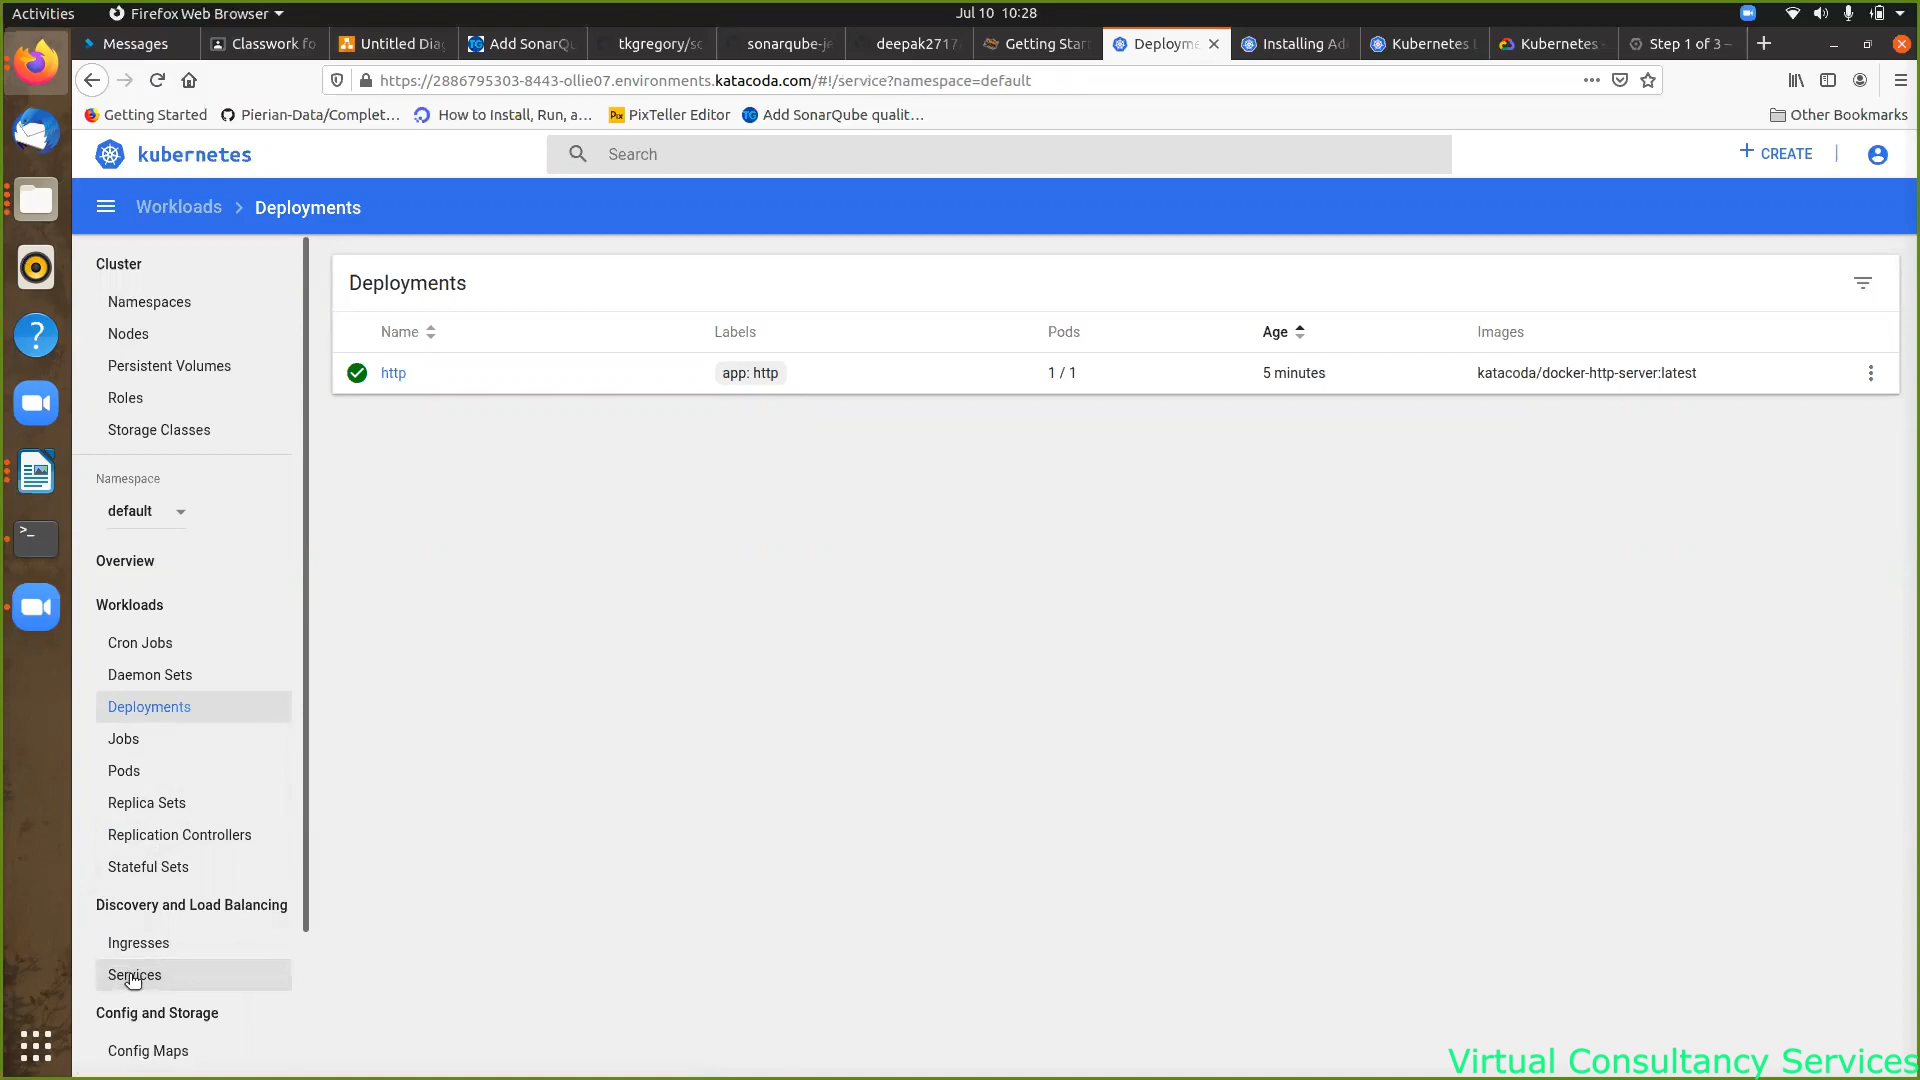 Activities Firefox Web Browser Jul 10 10:28
Messages Classwork fo Untitled Dia Add SonarQu tkgregory/so sonarqube-je deepak2717 Getting Star Deployme Installing Ad Kubernetes Kubernetes Step 1 of 3 –
https://2886795303-8443-ollie07.environments.katacoda.com/#!/service?namespace=default
Getting Started Pierian-Data/Complet… How to Install, Run, a… PixTeller Editor Add SonarQube qualit… Other Bookmarks
kubernetes Search + CREATE
Workloads > Deployments
Cluster
Namespaces
Nodes
Persistent Volumes
Roles
Storage Classes
Namespace
default
Overview
Workloads
Cron Jobs
Daemon Sets
Deployments
Jobs
Pods
Replica Sets
Replication Controllers
Stateful Sets
Discovery and Load Balancing
Ingresses
Services
Config and Storage
Config Maps
Deployments
Name Labels Pods Age Images
http app: http 1 / 1 5 minutes katacoda/docker-http-server:latest
Virtual Consultancy Services